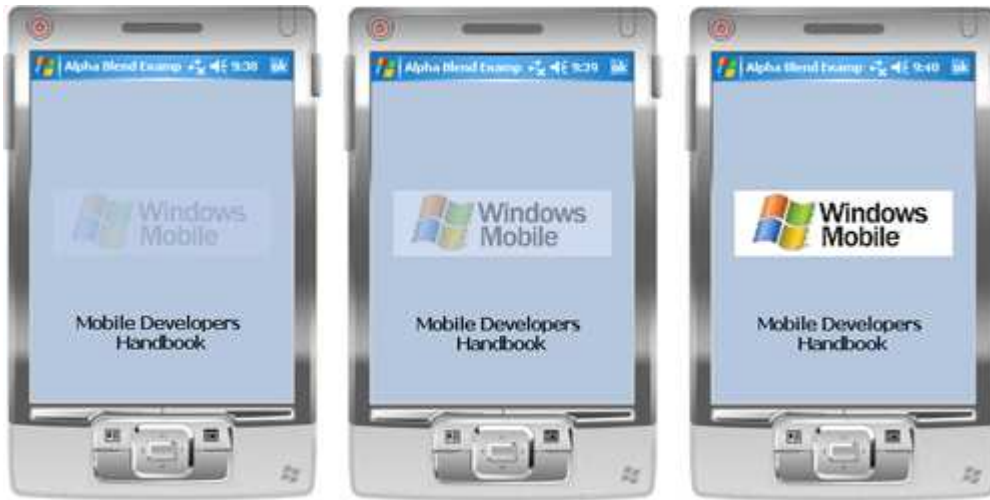 Alpha Blend Examp 9:38 ok
Windows
Mobile
Mobile Developers
Handbook
Alpha Blend Examp 9:39 ok
Windows
Mobile
Mobile Developers
Handbook
Alpha Blend Examp 9:40 ok
Windows
Mobile
Mobile Developers
Handbook